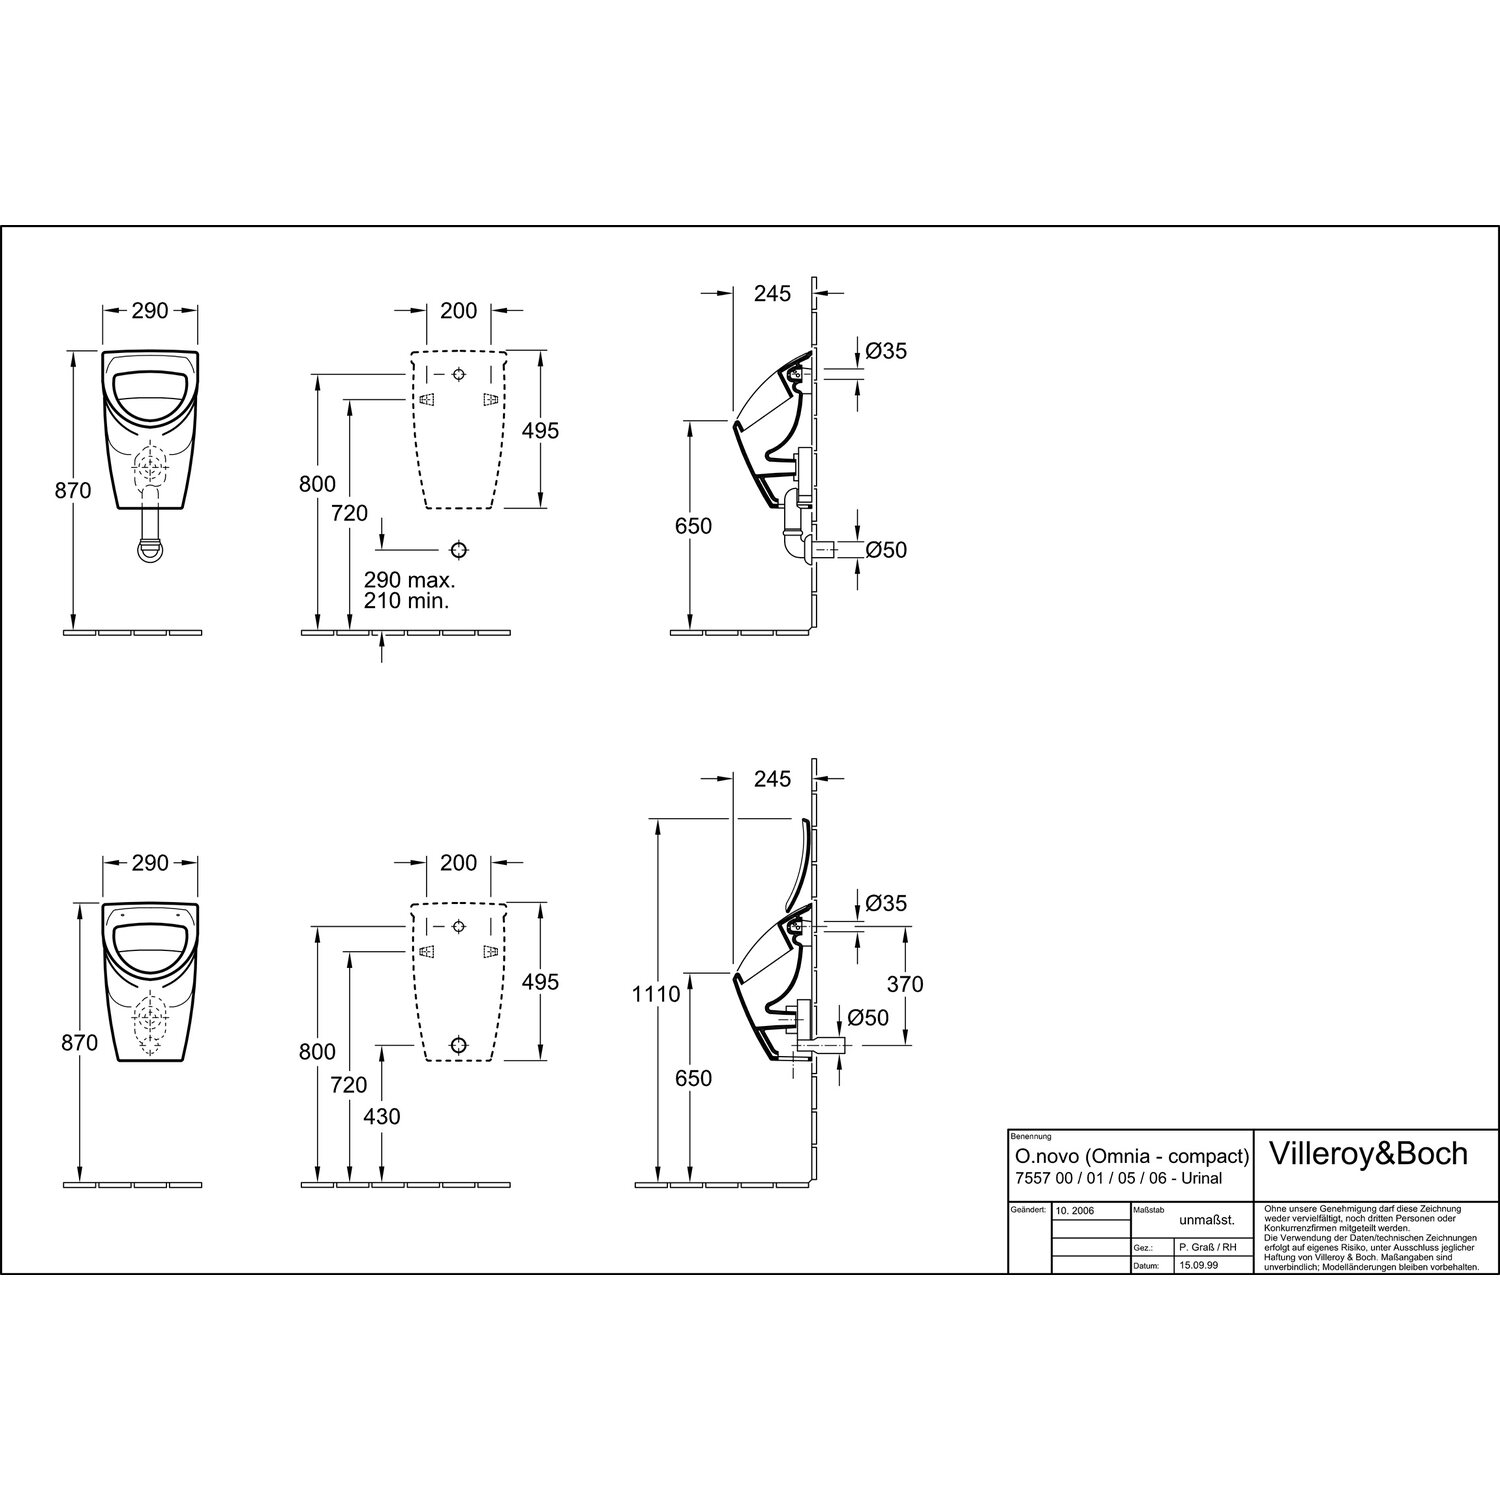 290
200
245
Ø35
495
870
800
720
650
Ø50
290 max.
210 min.
245
1110
290
200
Ø35
495
370
870
800
720
430
650
Ø50
Benennung
O.novo (Omnia - compact)
7557 00 / 01 / 05 / 06 - Urinal
Villeroy&Boch
Geändert:
10. 2006
Maßstab
unmaßst.
Gez.:
P. Graß / RH
Datum:
15.09.99
Ohne unsere Genehmigung darf diese Zeichnung
weder vervielfältigt, noch dritten Personen oder
Konkurrenzfirmen mitgeteilt werden.
Die Verwendung der Daten/technischen Zeichnungen
erfolgt auf eigenes Risiko, unter Ausschluss jeglicher
Haftung von Villeroy & Boch. Maßangaben sind
unverbindlich; Modelländerungen bleiben vorbehalten.